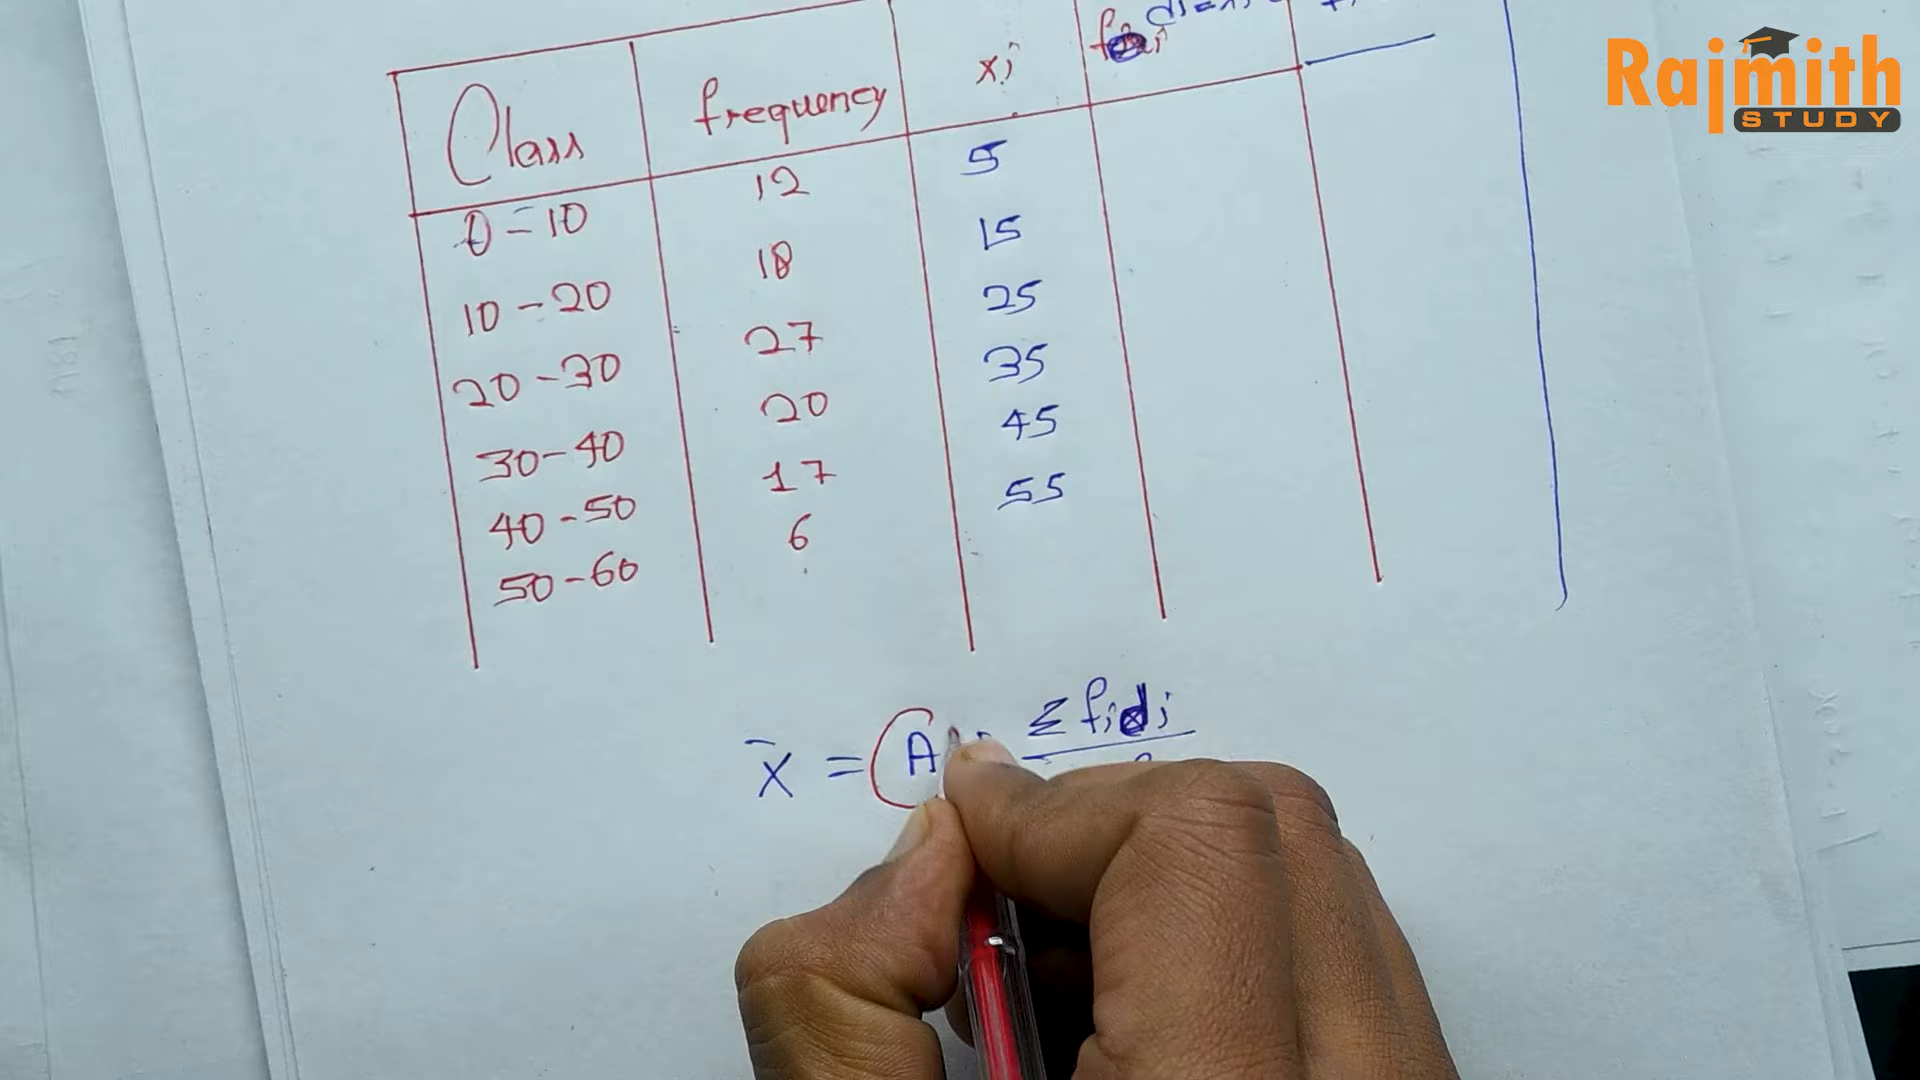 Rajmith
STUDY
Class frequency xi
0-10 12 5
10-20 18 15
20-30 27 25
30-40 20 35
40-50 17 45
50-60 6 55
x̄ = A Σfidi